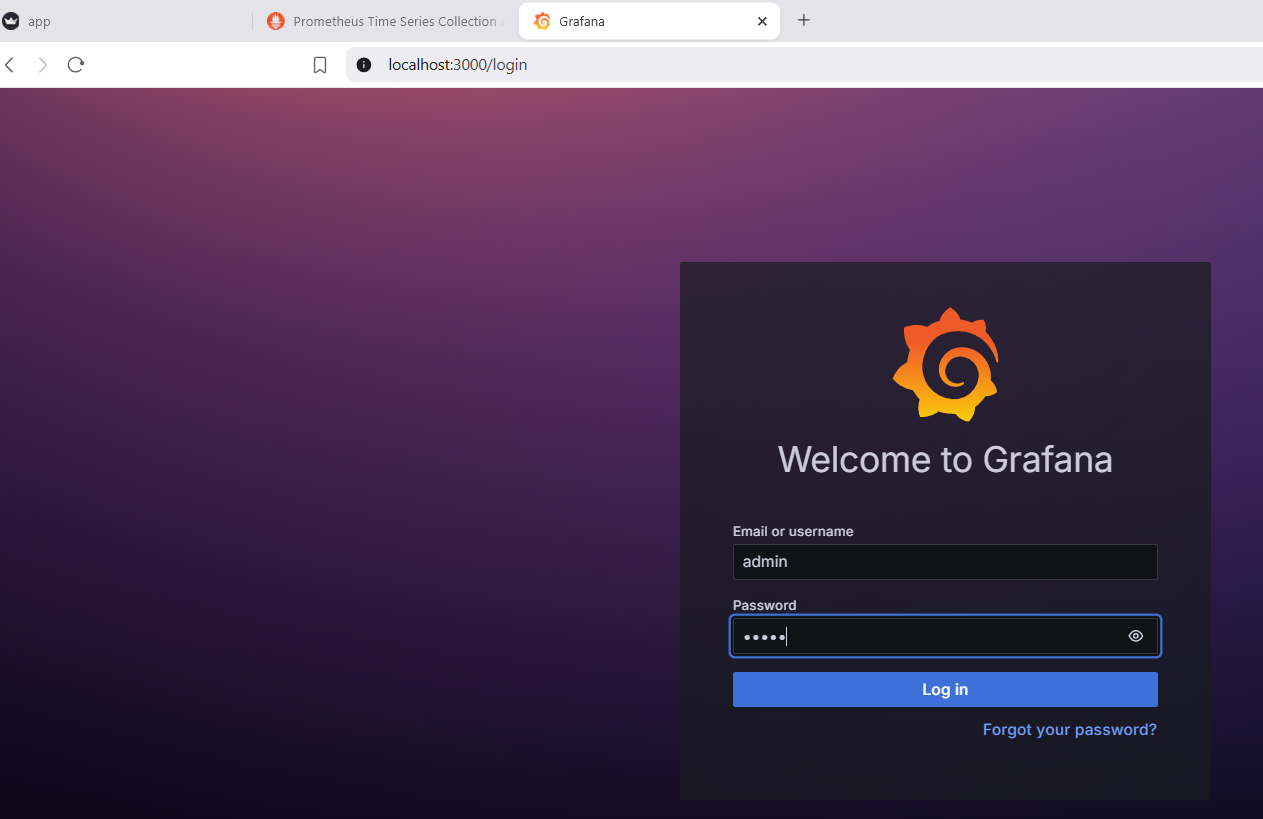 app
Prometheus Time Series Collection
Grafana
localhost:3000/login
Welcome to Grafana
Email or username
admin
Password
•••••
Log in
Forgot your password?